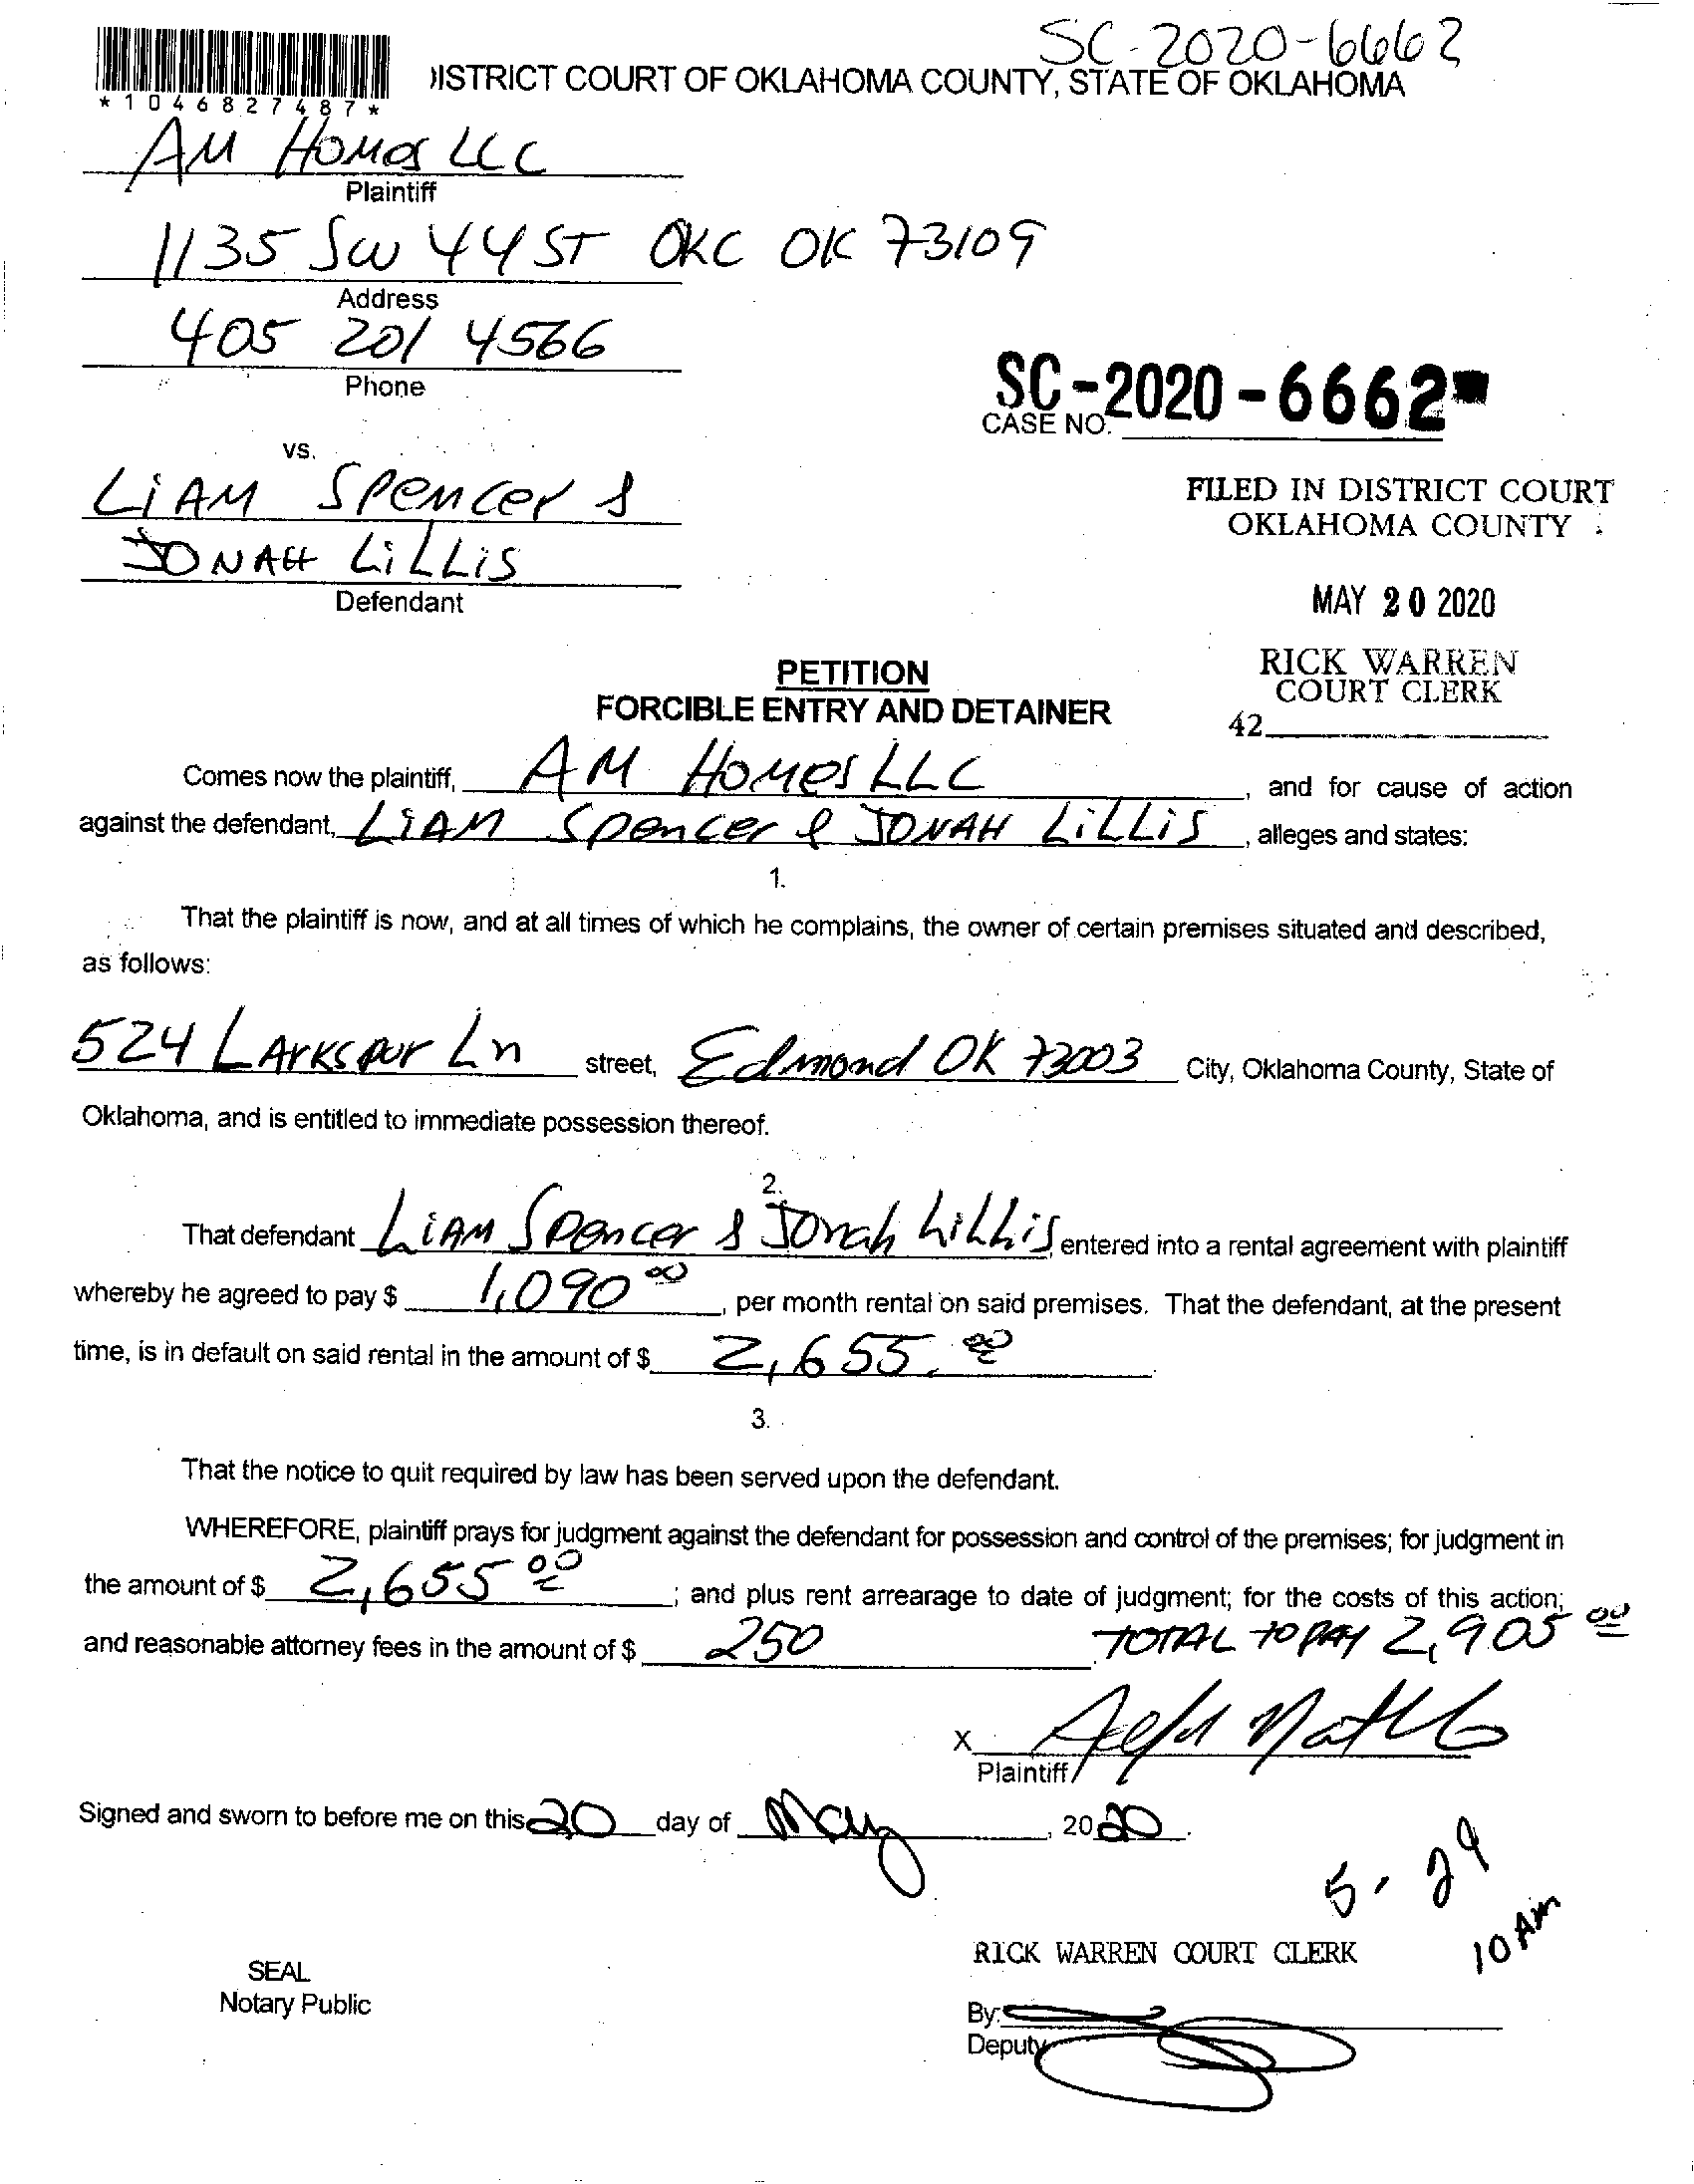 SC-2020-6662
*1046827487*
DISTRICT COURT OF OKLAHOMA COUNTY, STATE OF OKLAHOMA
AM Homes LLC
Plaintiff
1135 SW 44 ST OKC OK 73109
Address
405 201 4566
Phone
SC-2020-6662
CASE NO.
vs.
LiAM Spencer &
JONAH LiLLiS
Defendant
FILED IN DISTRICT COURT
OKLAHOMA COUNTY
MAY 20 2020
RICK WARREN
COURT CLERK
42
PETITION
FORCIBLE ENTRY AND DETAINER
Comes now the plaintiff, AM Homes LLC, and for cause of action
against the defendant, LiAM Spencer & JONAH LiLLiS, alleges and states:
1.
That the plaintiff is now, and at all times of which he complains, the owner of certain premises situated and described,
as follows:
524 LArkspur Ln street, Edmond OK 73003 City, Oklahoma County, State of
Oklahoma, and is entitled to immediate possession thereof.
2.
That defendant LiAM Spencer & Jonah LiLLiS, entered into a rental agreement with plaintiff
whereby he agreed to pay $ 1,090 00, per month rental on said premises. That the defendant, at the present
time, is in default on said rental in the amount of $ 2,655.00.
3.
That the notice to quit required by law has been served upon the defendant.
WHEREFORE, plaintiff prays for judgment against the defendant for possession and control of the premises; for judgment in
the amount of $ 2,655 00; and plus rent arrearage to date of judgment; for the costs of this action;
and reasonable attorney fees in the amount of $ 250. TOTAL TO PAY 2,905 00
X
Plaintiff
Signed and sworn to before me on this 20 day of May, 2020.
5. 29
10 AM
RICK WARREN COURT CLERK
SEAL
Notary Public
By:
Deputy